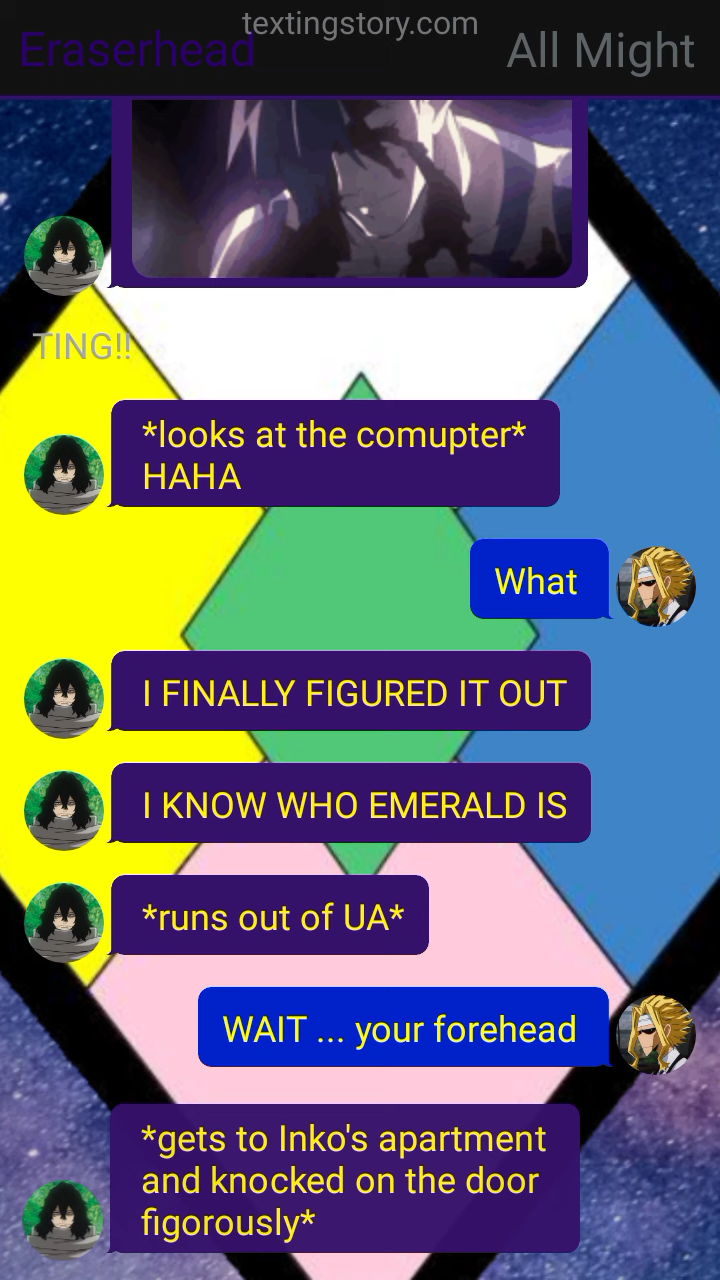 textingstory.com
Eraserhead
All Might
TING!!
*looks at the comupter*
HAHA
What
I FINALLY FIGURED IT OUT
I KNOW WHO EMERALD IS
*runs out of UA*
WAIT ... your forehead
*gets to Inko's apartment
and knocked on the door
figorously*